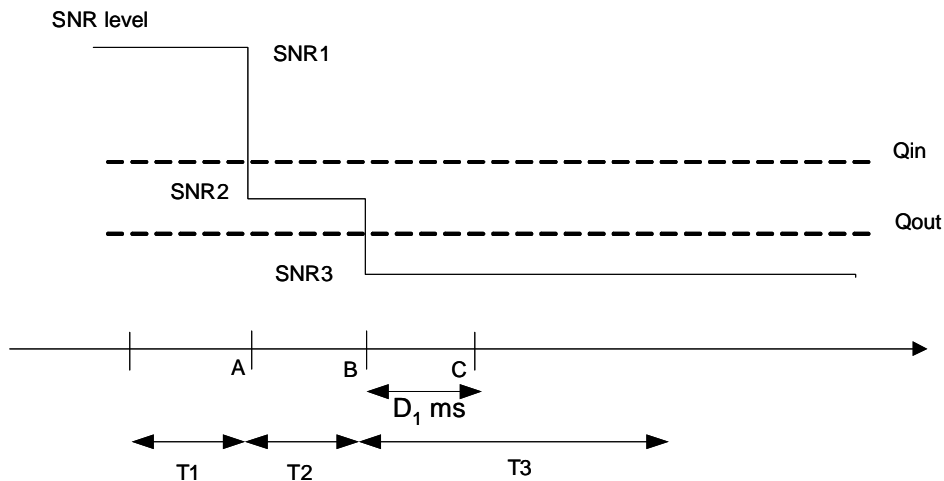 SNR level
SNR1
Qin
SNR2
Qout
SNR3
A
B
C
D1 ms
T1
T2
T3